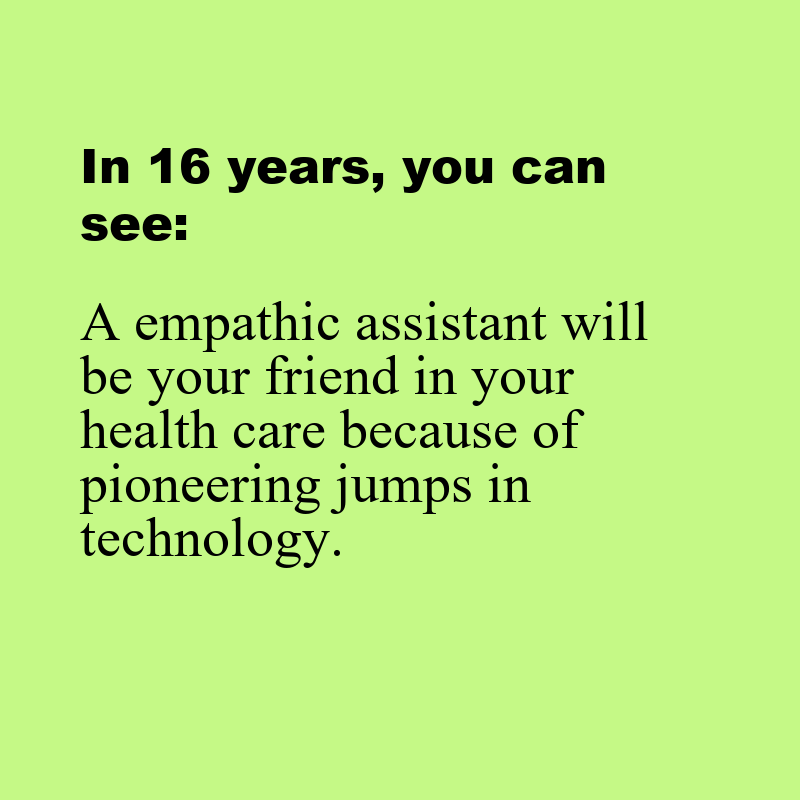 In 16 years, you can
see:
A empathic assistant will
be your friend in your
health care because of
pioneering jumps in
technology.